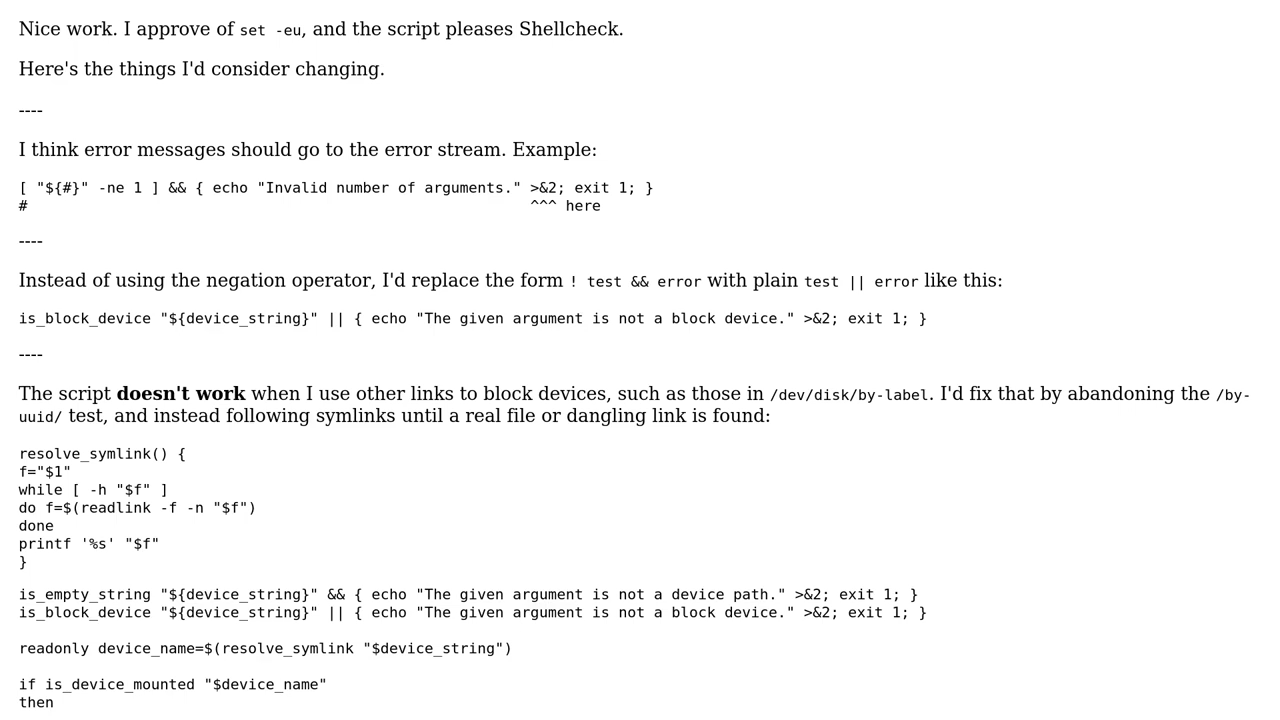 Nice work. I approve of set -eu, and the script pleases Shellcheck.
Here's the things I'd consider changing.
----
I think error messages should go to the error stream. Example:
[ "${#}" -ne 1 ] && { echo "Invalid number of arguments." >&2; exit 1; }
#                                                         ^^^ here
----
Instead of using the negation operator, I'd replace the form ! test && error with plain test || error like this:
is_block_device "${device_string}" || { echo "The given argument is not a block device." >&2; exit 1; }
----
The script doesn't work when I use other links to block devices, such as those in /dev/disk/by-label. I'd fix that by abandoning the /by-
uuid/ test, and instead following symlinks until a real file or dangling link is found:
resolve_symlink() {
f="$1"
while [ -h "$f" ]
do f=$(readlink -f -n "$f")
done
printf '%s' "$f"
}
is_empty_string "${device_string}" && { echo "The given argument is not a device path." >&2; exit 1; }
is_block_device "${device_string}" || { echo "The given argument is not a block device." >&2; exit 1; }
readonly device_name=$(resolve_symlink "$device_string")
if is_device_mounted "$device_name"
then